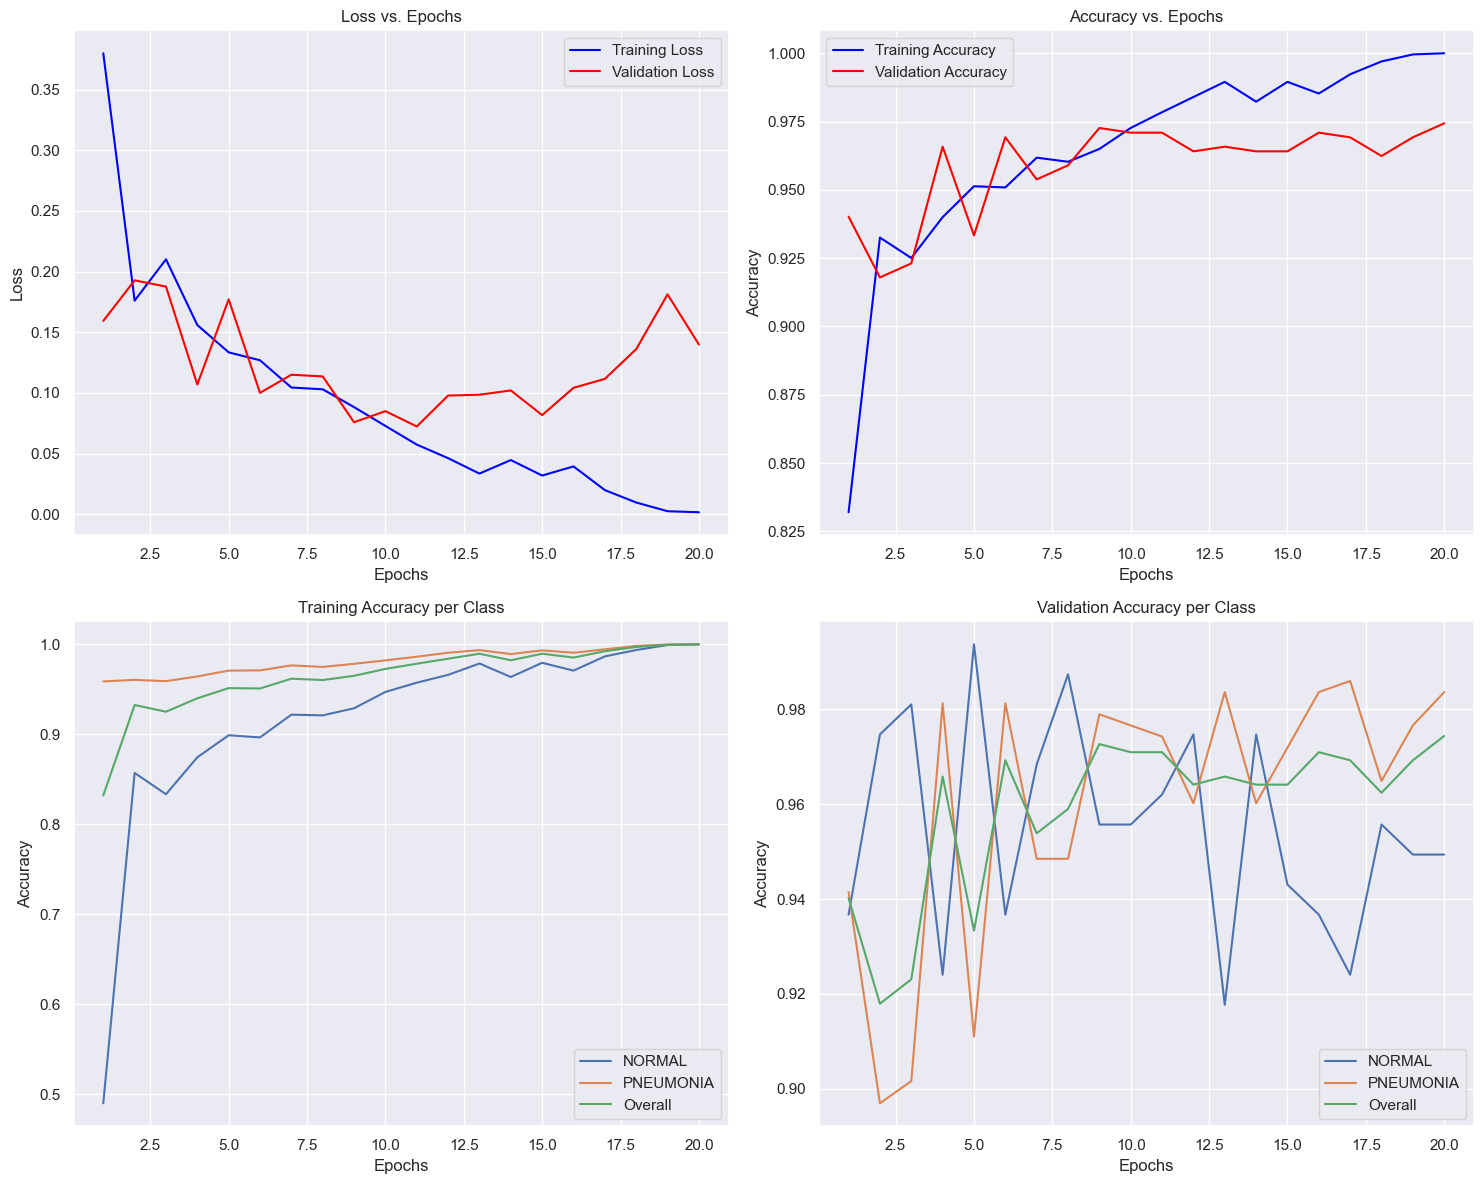 Loss vs. Epochs
Training Loss
Validation Loss
0.35
0.30
0.25
0.20
0.15
0.10
0.05
0.00
Loss
2.5 5.0 7.5 10.0 12.5 15.0 17.5 20.0
Epochs
Accuracy vs. Epochs
Training Accuracy
Validation Accuracy
1.000
0.975
0.950
0.925
0.900
0.875
0.850
0.825
Accuracy
2.5 5.0 7.5 10.0 12.5 15.0 17.5 20.0
Epochs
Training Accuracy per Class
1.0
0.9
0.8
0.7
0.6
0.5
Accuracy
NORMAL
PNEUMONIA
Overall
2.5 5.0 7.5 10.0 12.5 15.0 17.5 20.0
Epochs
Validation Accuracy per Class
0.98
0.96
0.94
0.92
0.90
Accuracy
NORMAL
PNEUMONIA
Overall
2.5 5.0 7.5 10.0 12.5 15.0 17.5 20.0
Epochs